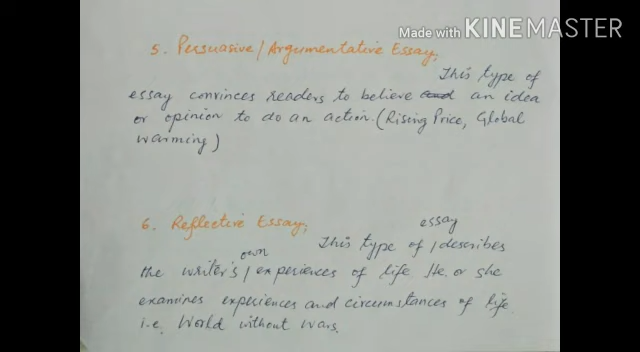 Made with KINEMASTER
5. Persuasive/Argumentative Essay;
This type of
essay convinces readers to believe an idea
or opinion to do an action. (Rising Price, Global
warming)
6. Reflective Essay;
essay
This type of / describes
own
the writer's / experiences of life He or she
examines experiences and circumstances of life.
i.e. World without Wars.